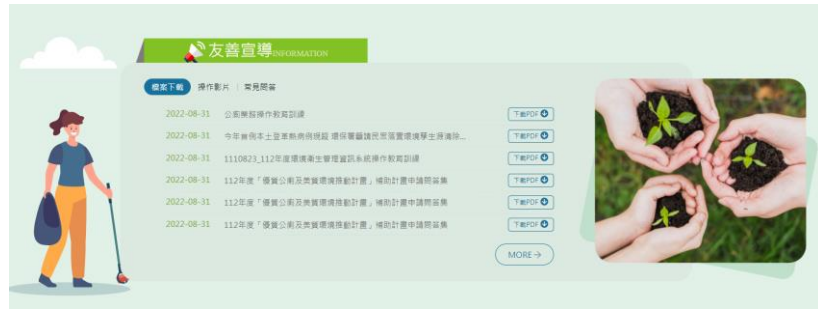 友善宣導INFORMATION
檔案下載 操作影片 | 常見問答
2022-08-31 公廁業務操作教育訓練 下載PDF
2022-08-31 今年首例本土登革熱病例現蹤 環保署籲請民眾落實環境孳生源清除... 下載PDF
2022-08-31 1110823_112年度環境衛生管理資訊系統操作教育訓練 下載PDF
2022-08-31 112年度「優質公廁及美質環境推動計畫」補助計畫申請問答集 下載PDF
2022-08-31 112年度「優質公廁及美質環境推動計畫」補助計畫申請問答集 下載PDF
2022-08-31 112年度「優質公廁及美質環境推動計畫」補助計畫申請問答集 下載PDF
MORE→